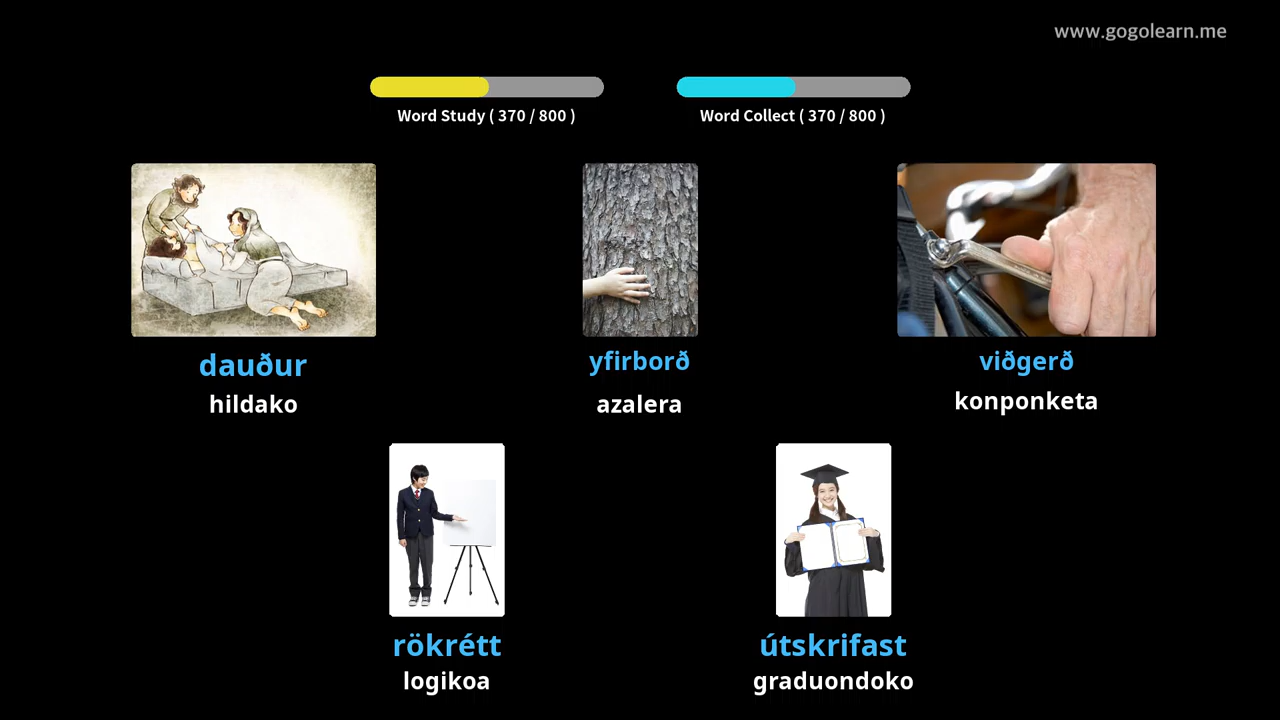 www.gogolearn.me
Word Study ( 370 / 800 )
Word Collect ( 370 / 800 )
dauður
hildako
yfirborð
azalera
viðgerð
konponketa
rökrétt
logikoa
útskrifast
graduondoko